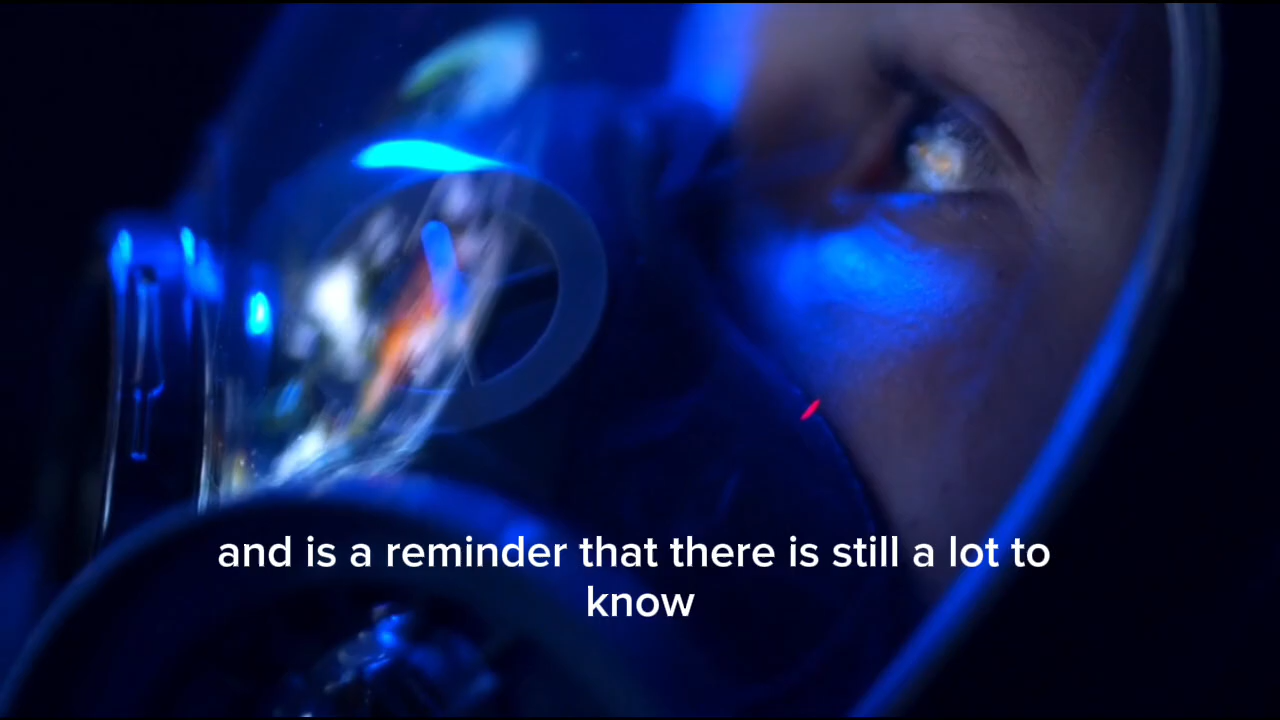 and is a reminder that there is still a lot to
know